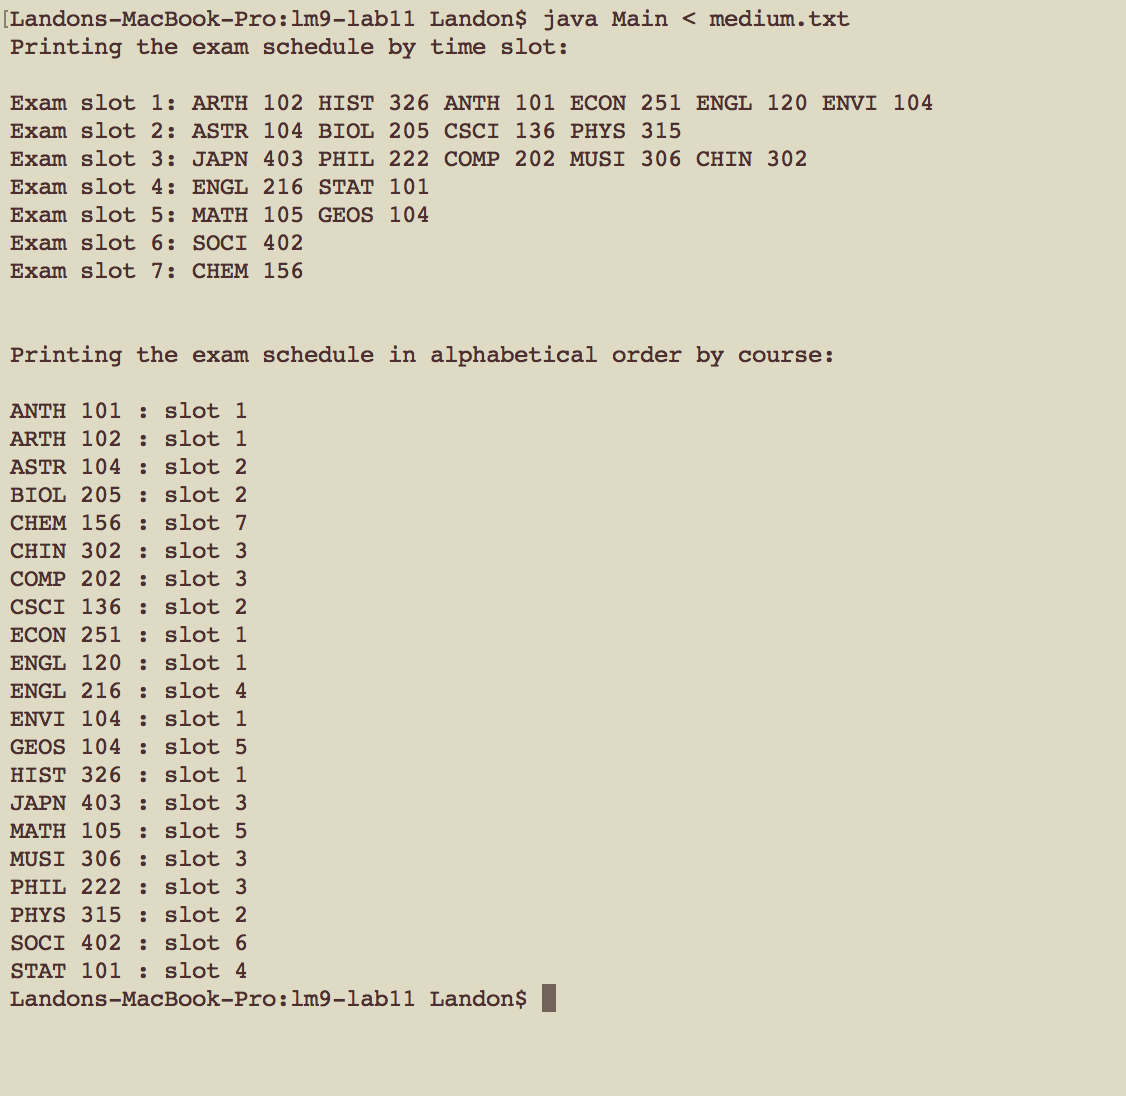 [Landons-MacBook-Pro:lm9-lab11 Landon$ java Main < medium.txt
Printing the exam schedule by time slot:
Exam slot 1: ARTH 102 HIST 326 ANTH 101 ECON 251 ENGL 120 ENVI 104
Exam slot 2: ASTR 104 BIOL 205 CSCI 136 PHYS 315
Exam slot 3: JAPN 403 PHIL 222 COMP 202 MUSI 306 CHIN 302
Exam slot 4: ENGL 216 STAT 101
Exam slot 5: MATH 105 GEOS 104
Exam slot 6: SOCI 402
Exam slot 7: CHEM 156
Printing the exam schedule in alphabetical order by course:
ANTH 101 : slot 1
ARTH 102 : slot 1
ASTR 104 : slot 2
BIOL 205 : slot 2
CHEM 156 : slot 7
CHIN 302 : slot 3
COMP 202 : slot 3
CSCI 136 : slot 2
ECON 251 : slot 1
ENGL 120 : slot 1
ENGL 216 : slot 4
ENVI 104 : slot 1
GEOS 104 : slot 5
HIST 326 : slot 1
JAPN 403 : slot 3
MATH 105 : slot 5
MUSI 306 : slot 3
PHIL 222 : slot 3
PHYS 315 : slot 2
SOCI 402 : slot 6
STAT 101 : slot 4
Landons-MacBook-Pro:lm9-lab11 Landon$